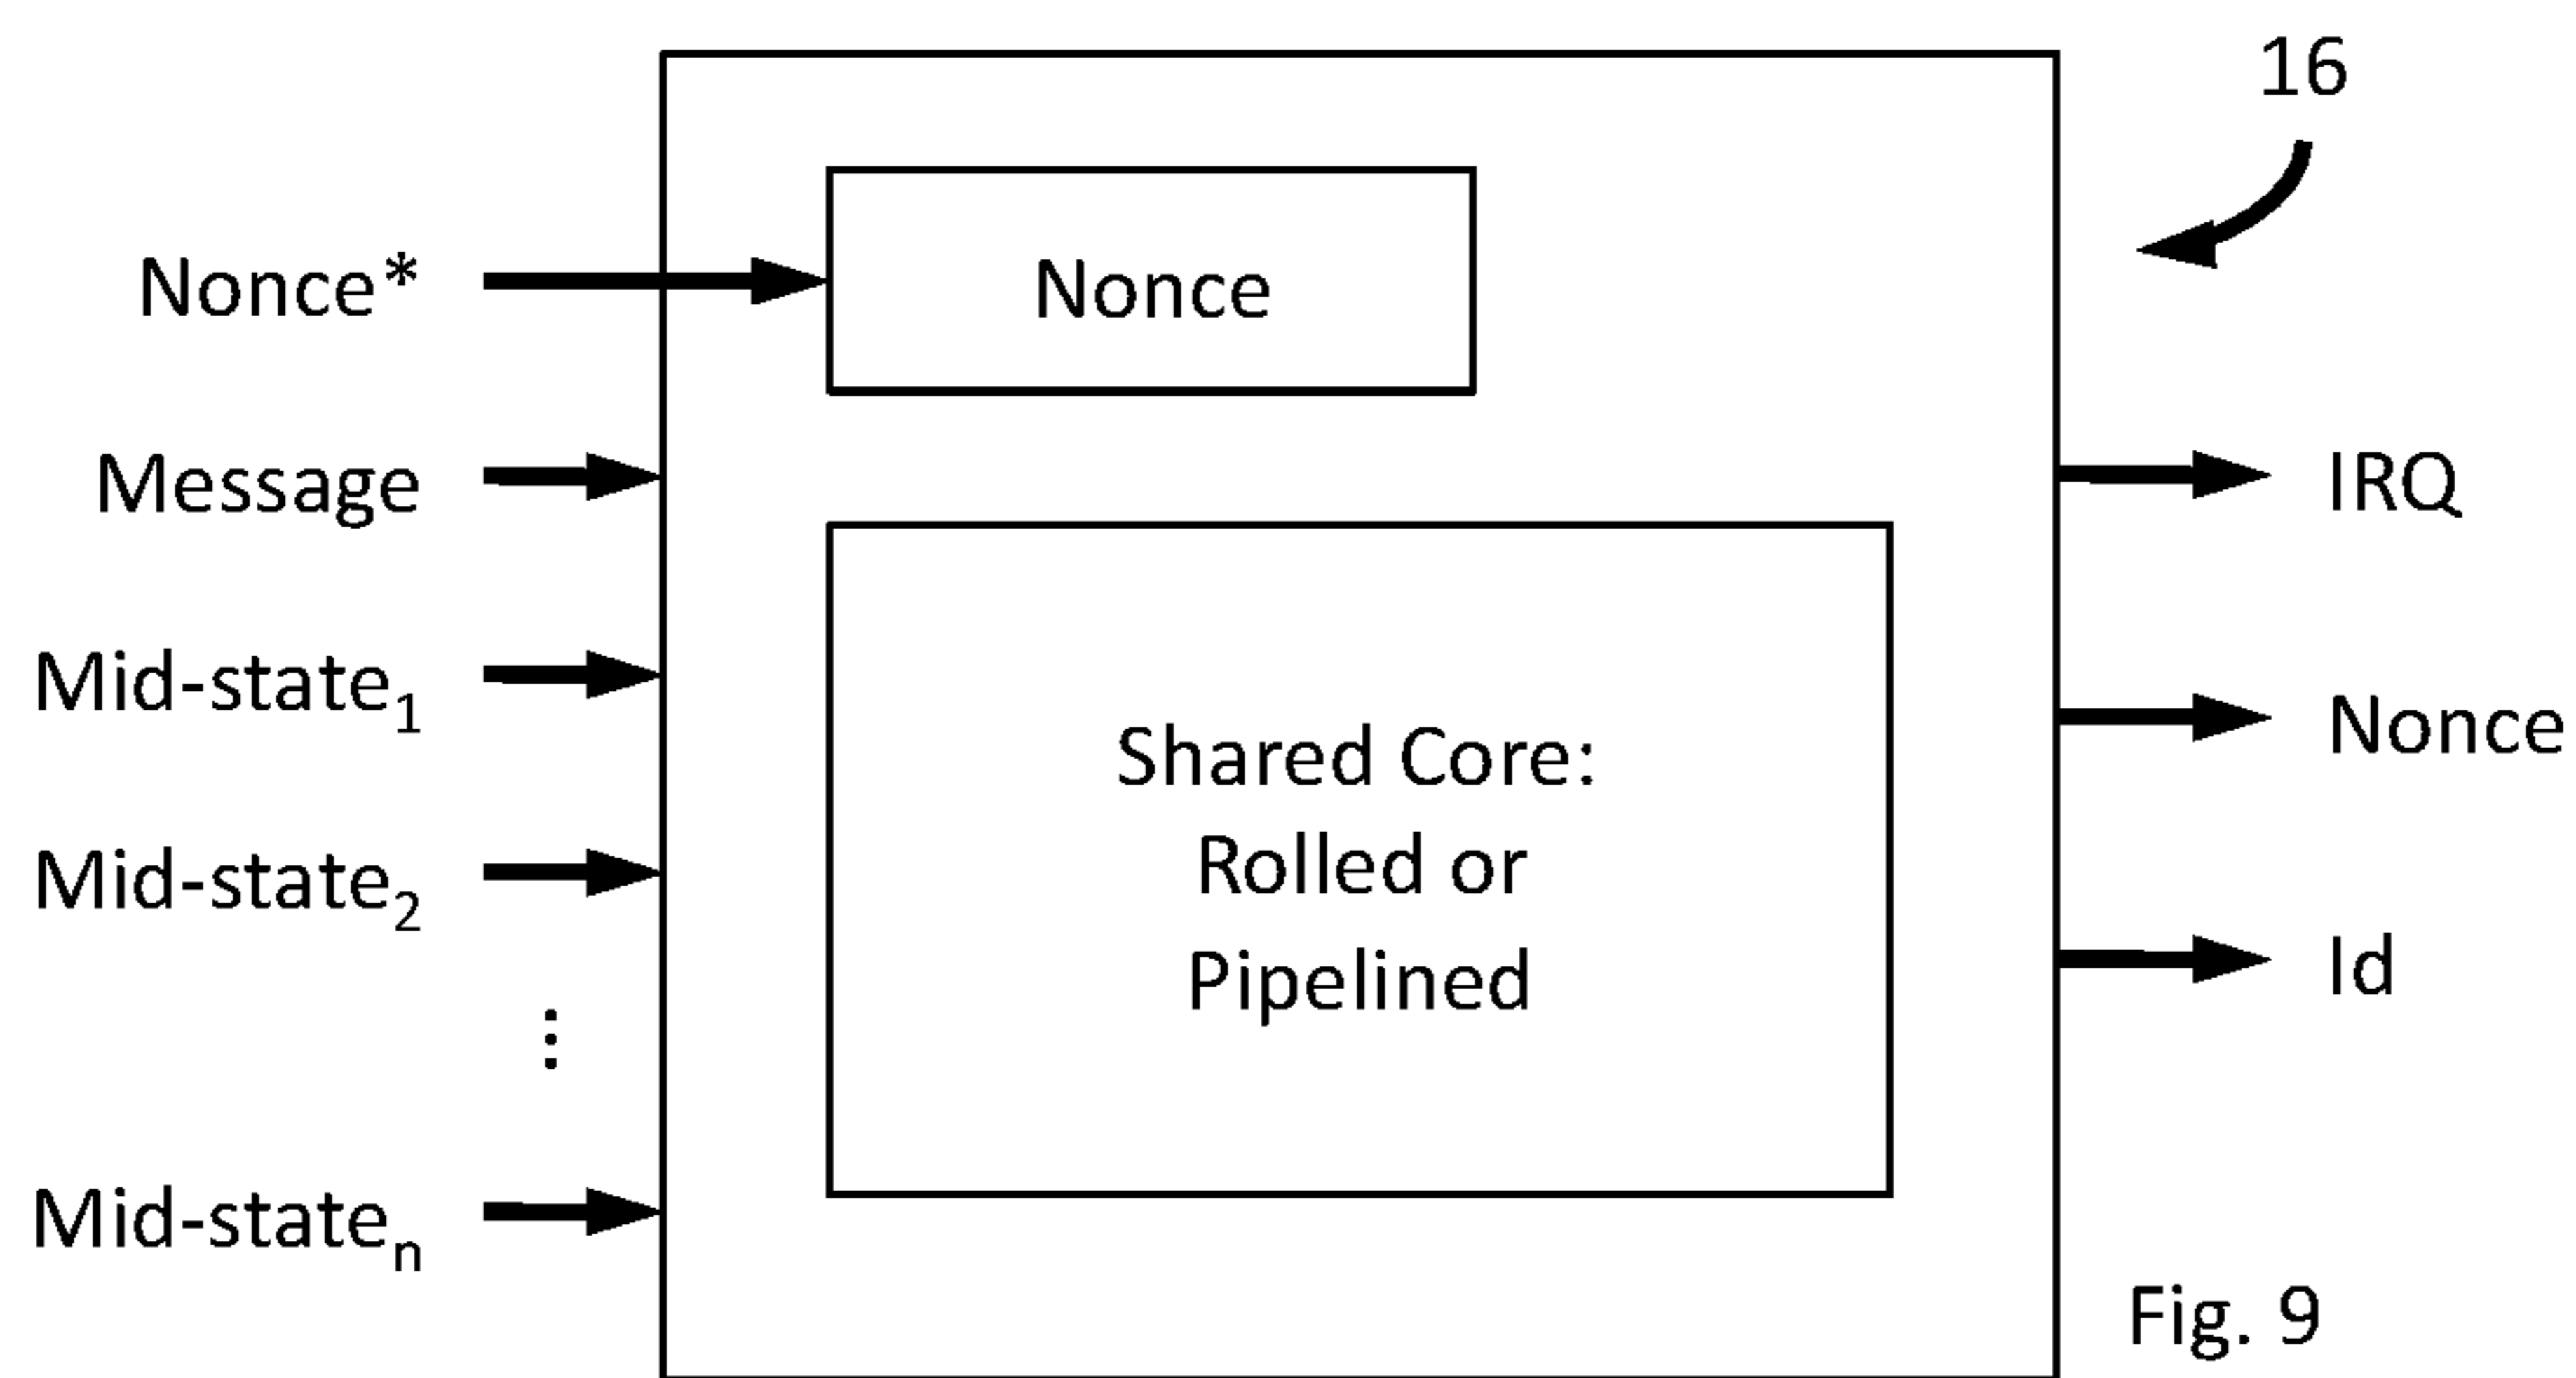 16
Nonce*
Nonce
Message
IRQ
Mid-state₁
Nonce
Mid-state₂
Shared Core:
Rolled or
Pipelined
Id
⋮
Mid-stateₙ
Fig. 9